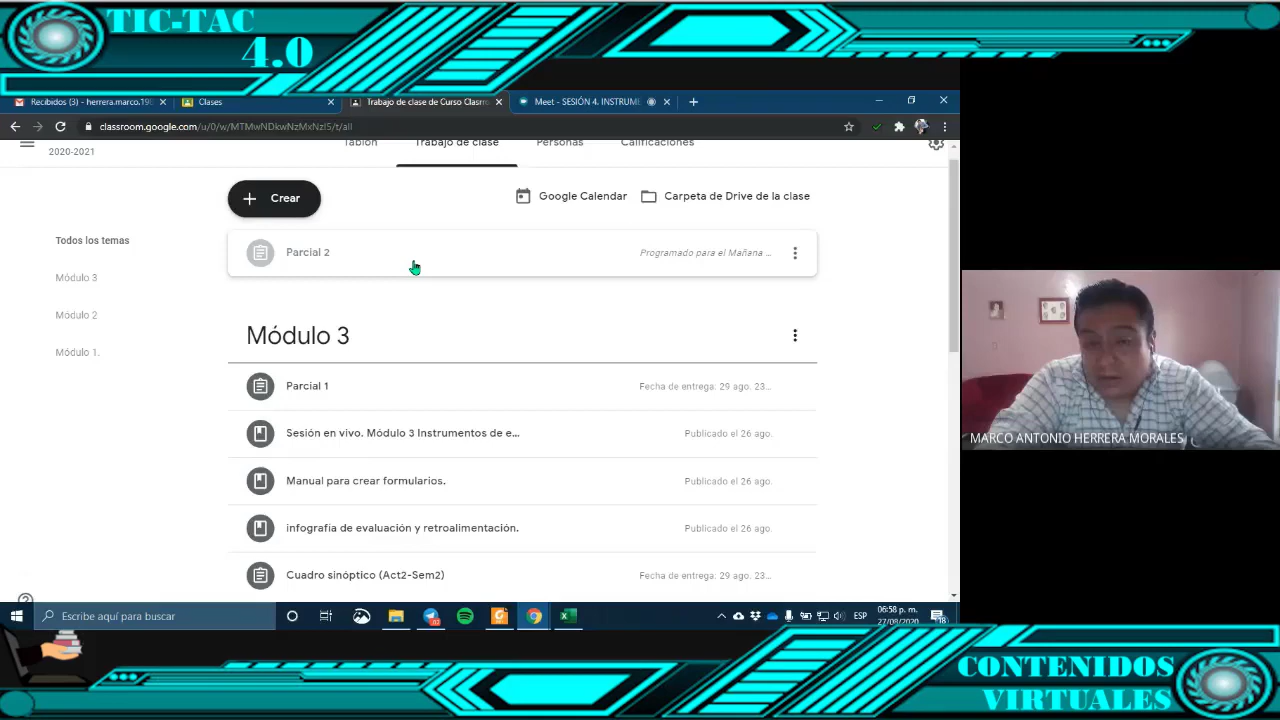 TIC-TAC
4.0
Recibidos (3) - herrera.marco.19
Clases
Trabajo de clase de Curso Clasrro
Meet - SESIÓN 4. INSTRUME
classroom.google.com/u/0/w/MTMwNDkwNzMxNzI5/t/all
2020-2021
Tablón
Trabajo de clase
Personas
Calificaciones
Crear
Google Calendar
Carpeta de Drive de la clase
Todos los temas
Módulo 3
Módulo 2
Módulo 1.
Parcial 2
Programado para el Mañana ...
Módulo 3
Parcial 1
Fecha de entrega: 29 ago. 23...
Sesión en vivo. Módulo 3 Instrumentos de e...
Publicado el 26 ago.
Manual para crear formularios.
Publicado el 26 ago.
infografía de evaluación y retroalimentación.
Publicado el 26 ago.
Cuadro sinóptico (Act2-Sem2)
Fecha de entrega: 29 ago. 23...
MARCO ANTONIO HERRERA MORALES
Escribe aquí para buscar
ESP
06:58 p. m.
27/08/2020
CONTENIDOS
VIRTUALES